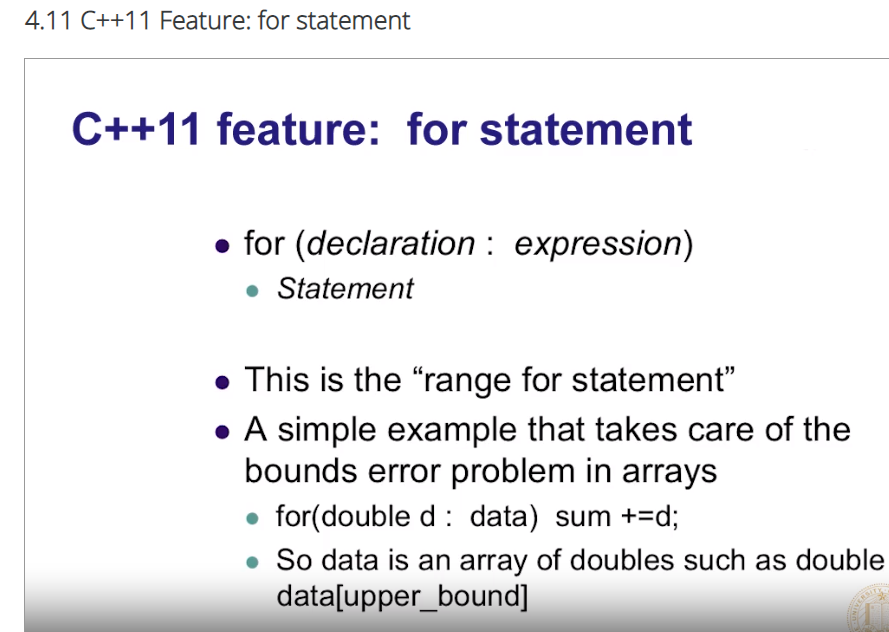 4.11 C++11 Feature: for statement
C++11 feature: for statement
for (declaration : expression)
Statement
This is the “range for statement”
A simple example that takes care of the
bounds error problem in arrays
for(double d : data) sum +=d;
So data is an array of doubles such as double
data[upper_bound]